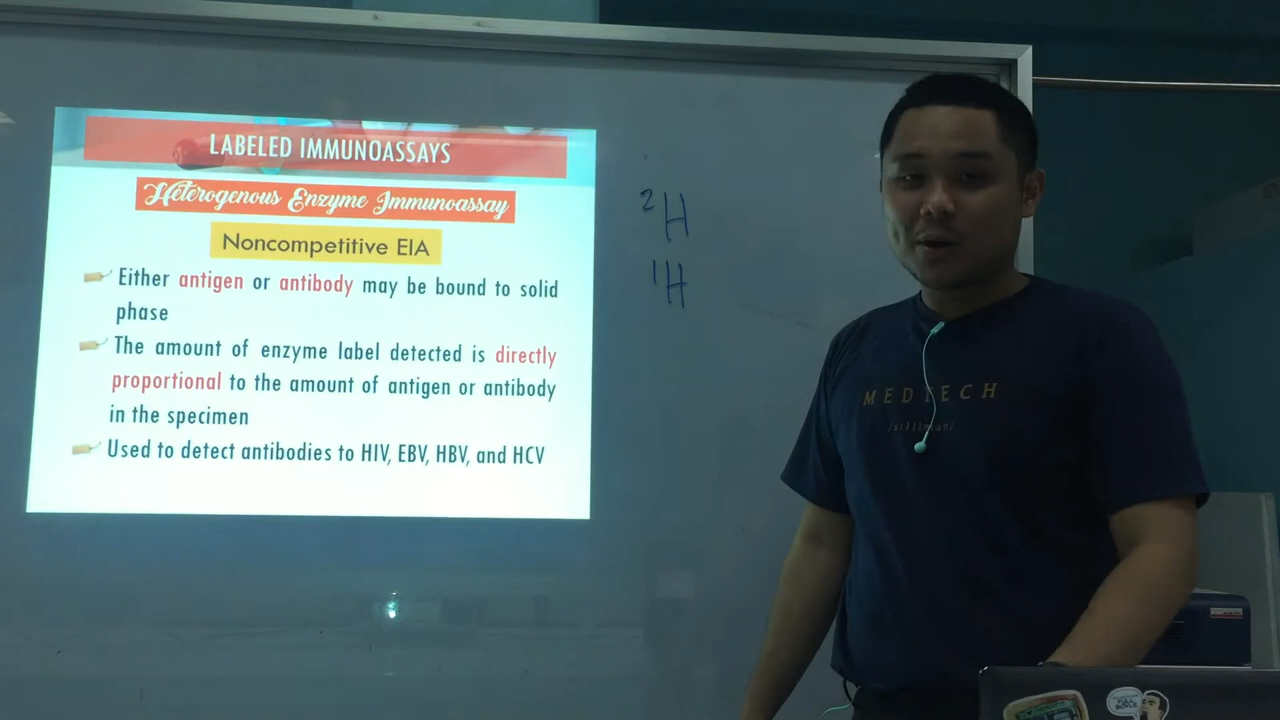 LABELED IMMUNOASSAYS
Heterogenous Enzyme Immunoassay
Noncompetitive EIA
Either antigen or antibody may be bound to solid
phase
The amount of enzyme label detected is directly
proportional to the amount of antigen or antibody
in the specimen
Used to detect antibodies to HIV, EBV, HBV, and HCV
²H
¹H
MEDTECH